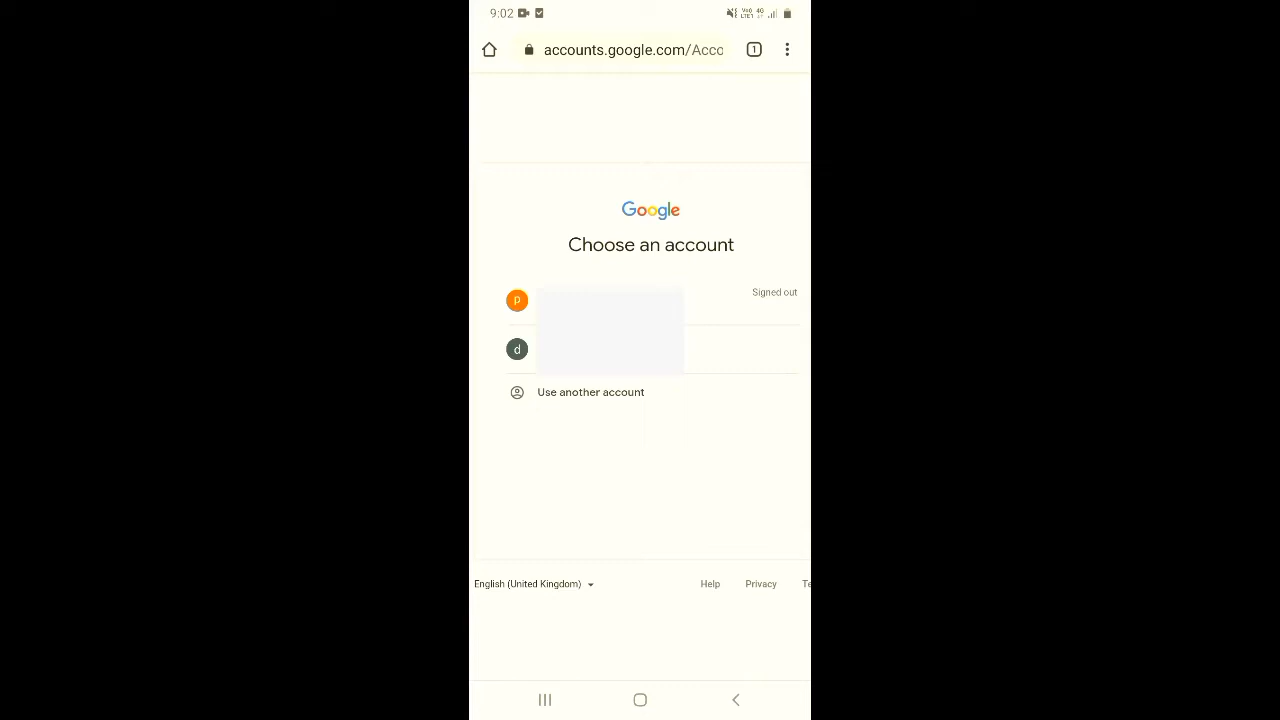 9:02
accounts.google.com/Acco
1
Google
Choose an account
p
Signed out
d
Use another account
English (United Kingdom)
Help Privacy Te